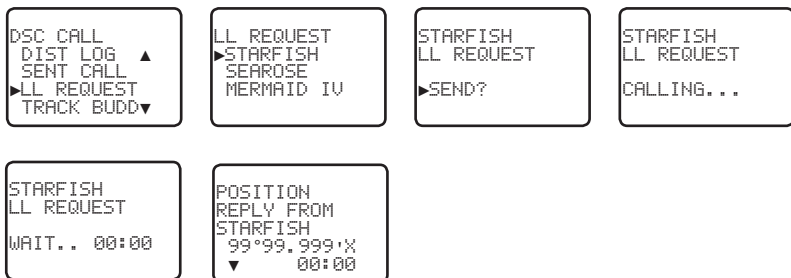 DSC CALL
DIST LOG ▲
SENT CALL
►LL REQUEST
TRACK BUDD▼
LL REQUEST
►STARFISH
SEAROSE
MERMAID IV
STARFISH
LL REQUEST
►SEND?
STARFISH
LL REQUEST
CALLING...
STARFISH
LL REQUEST
WAIT.. 00:00
POSITION
REPLY FROM
STARFISH
99°99.999'X
▼ 00:00